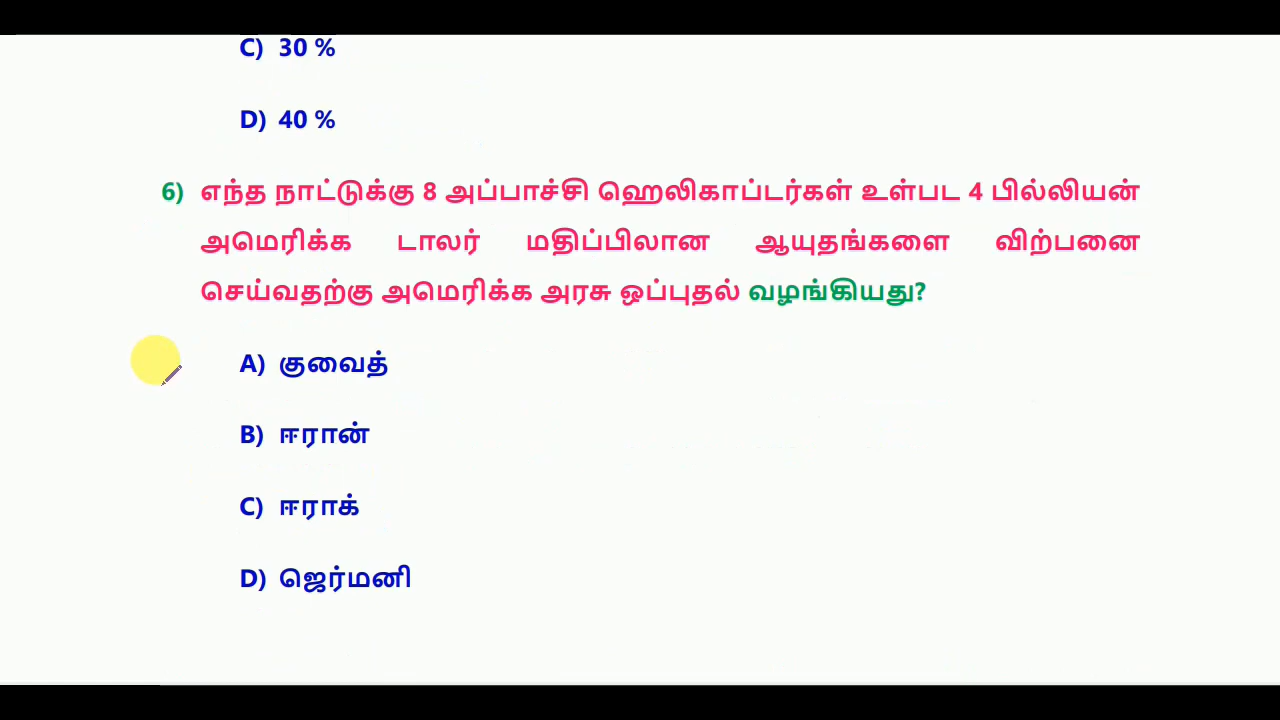 C) 30 %
D) 40 %
6) எந்த நாட்டுக்கு 8 அப்பாச்சி ஹெலிகாப்டர்கள் உள்பட 4 பில்லியன்
அமெரிக்க டாலர் மதிப்பிலான ஆயுதங்களை விற்பனை
செய்வதற்கு அமெரிக்க அரசு ஒப்புதல் வழங்கியது?
A) குவைத்
B) ஈரான்
C) ஈராக்
D) ஜெர்மனி